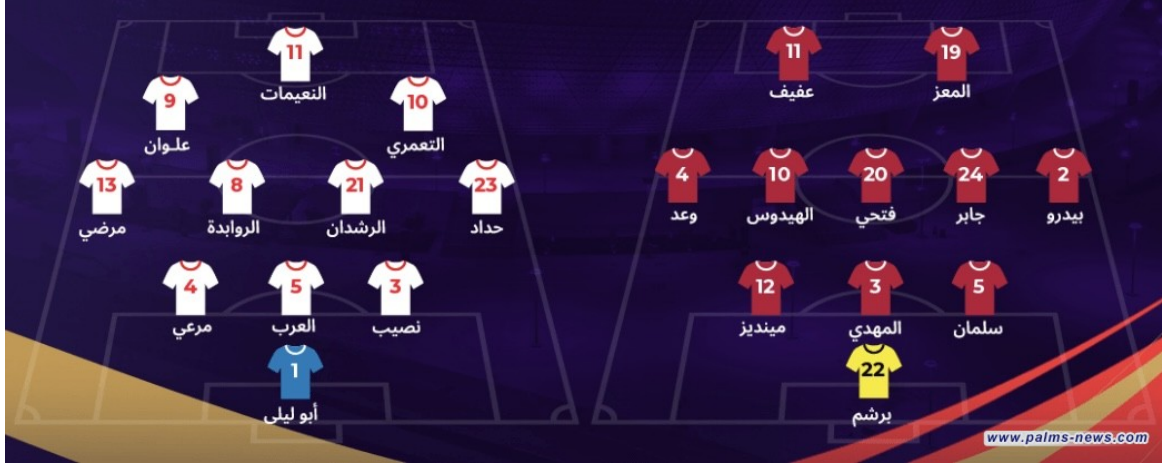 11
النعيمات
9
علوان
10
التعمري
13
مرضي
8
الروابدة
21
الرشدان
23
حداد
4
مرعي
5
العرب
3
نصيب
1
أبو ليلى
11
عفيف
19
المعز
4
وعد
10
الهيدوس
20
فتحي
24
جابر
2
بيدرو
12
مينديز
3
المهدي
5
سلمان
22
برشم
www.palms-news.com